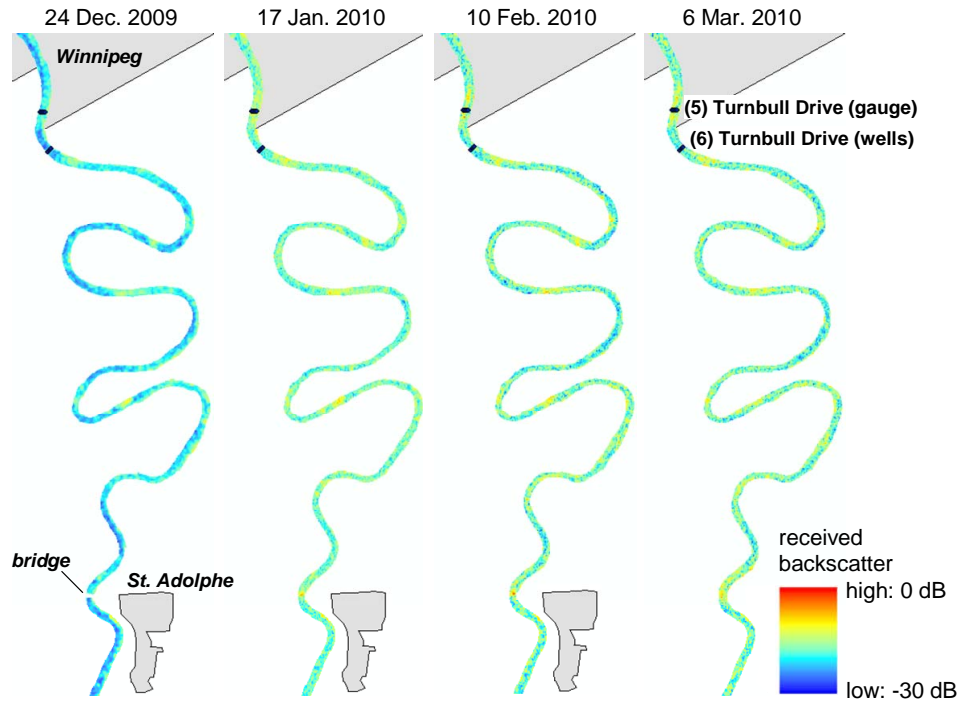 24 Dec. 2009
17 Jan. 2010
10 Feb. 2010
6 Mar. 2010
Winnipeg
(5) Turnbull Drive (gauge)
(6) Turnbull Drive (wells)
bridge
St. Adolphe
received
backscatter
high: 0 dB
low: -30 dB